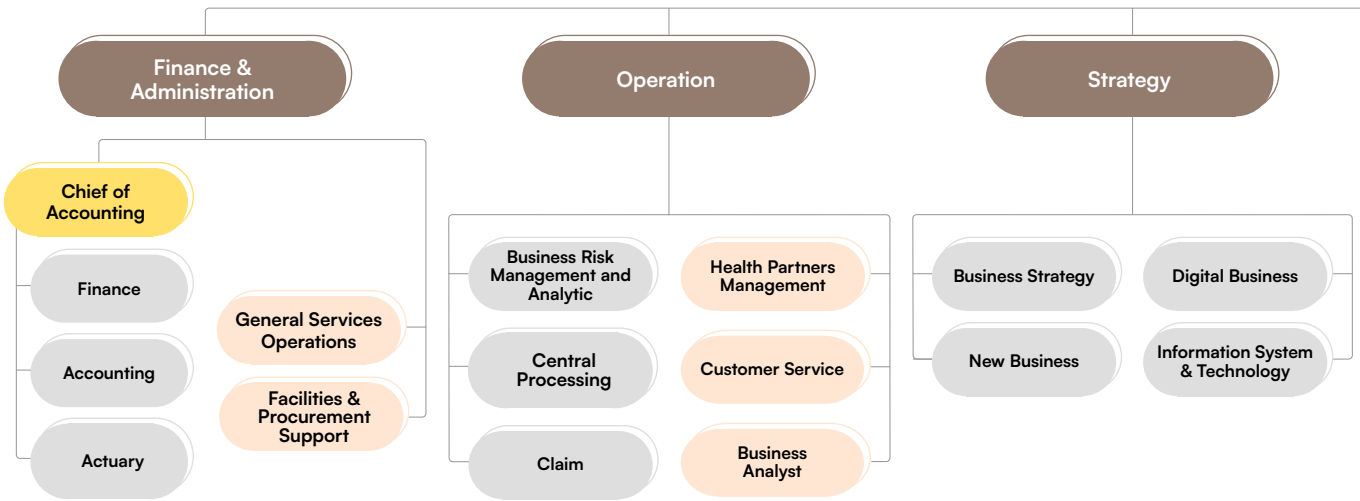 Finance &
Administration
Operation
Strategy
Chief of
Accounting
Finance
Accounting
Actuary
General Services
Operations
Facilities &
Procurement
Support
Business Risk
Management and
Analytic
Central
Processing
Claim
Health Partners
Management
Customer Service
Business
Analyst
Business Strategy
New Business
Digital Business
Information System
& Technology